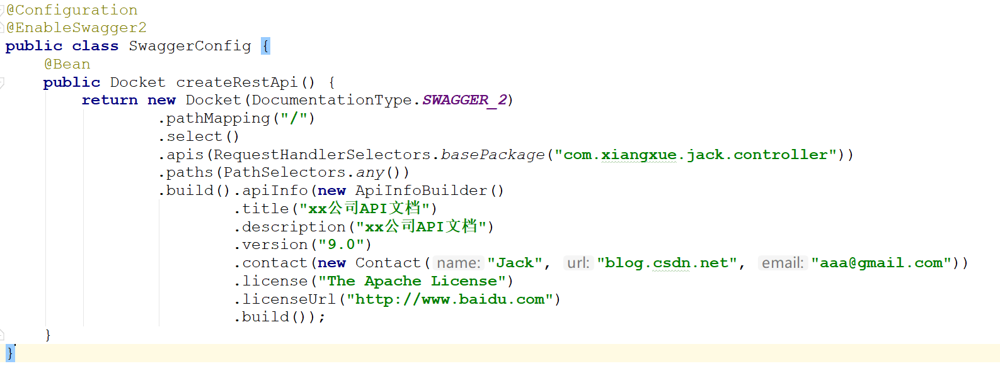 @Configuration
@EnableSwagger2
public class SwaggerConfig {
    @Bean
    public Docket createRestApi() {
        return new Docket(DocumentationType.SWAGGER_2)
                .pathMapping("/")
                .select()
                .apis(RequestHandlerSelectors.basePackage("com.xiangxue.jack.controller"))
                .paths(PathSelectors.any())
                .build().apiInfo(new ApiInfoBuilder()
                        .title("xx公司API文档")
                        .description("xx公司API文档")
                        .version("9.0")
                        .contact(new Contact( name: "Jack", url: "blog.csdn.net", email: "aaa@gmail.com"))
                        .license("The Apache License")
                        .licenseUrl("http://www.baidu.com")
                        .build());
    }
}